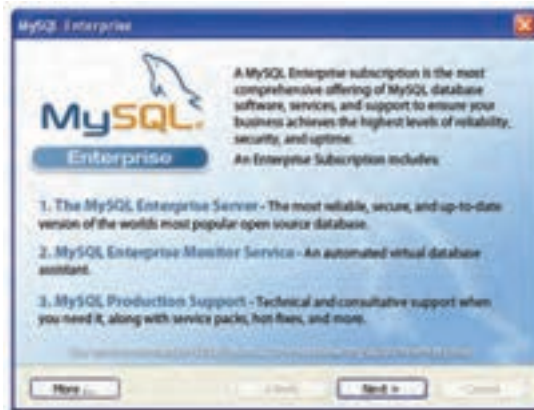 MySQL Enterprise
A MySQL Enterprise subscription is the most
comprehensive offering of MySQL database
software, services, and support to ensure your
business achieves the highest levels of reliability,
security, and uptime.
An Enterprise Subscription includes:
MySQL
Enterprise
1. The MySQL Enterprise Server - The most reliable, secure, and up-to-date
version of the worlds most popular open source database.
2. MySQL Enterprise Monitor Service - An automated virtual database
assistant.
3. MySQL Production Support - Technical and consultative support when
you need it, along with service packs, hot-fixes, and more.
More ...
< Back
Next >
Cancel